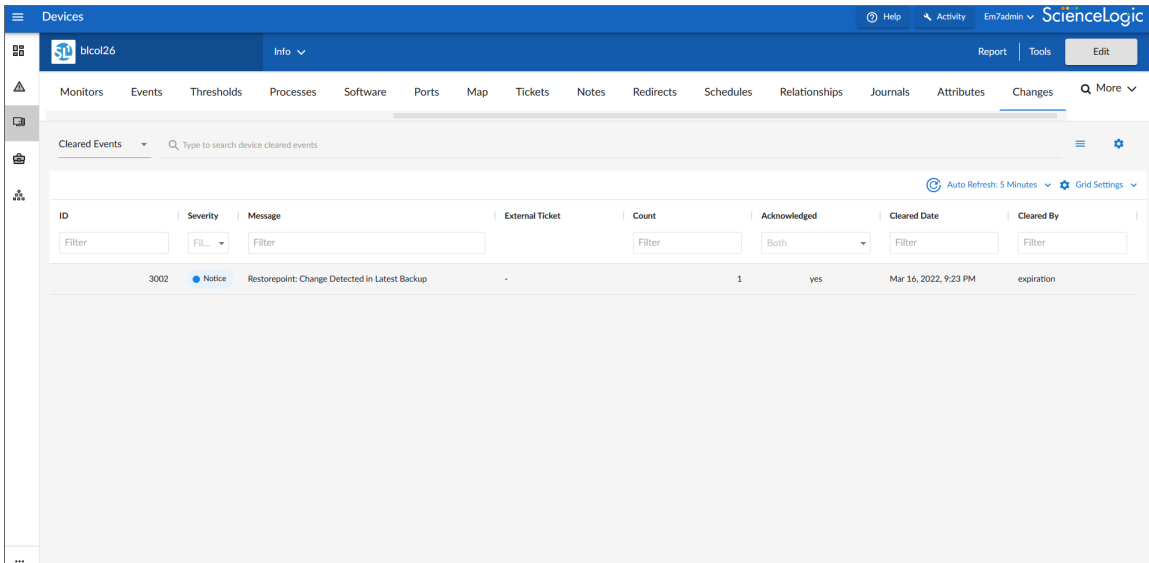 Devices
Help Activity Em7admin ScienceLogic
blcol26 Info Report Tools Edit
Monitors Events Thresholds Processes Software Ports Map Tickets Notes Redirects Schedules Relationships Journals Attributes Changes More
Cleared Events Type to search device cleared events
Auto Refresh: 5 Minutes Grid Settings
ID Severity Message External Ticket Count Acknowledged Cleared Date Cleared By
Filter Fil... Filter Filter Both Filter Filter
3002 Notice Restorepoint: Change Detected in Latest Backup - 1 yes Mar 16, 2022, 9:23 PM expiration